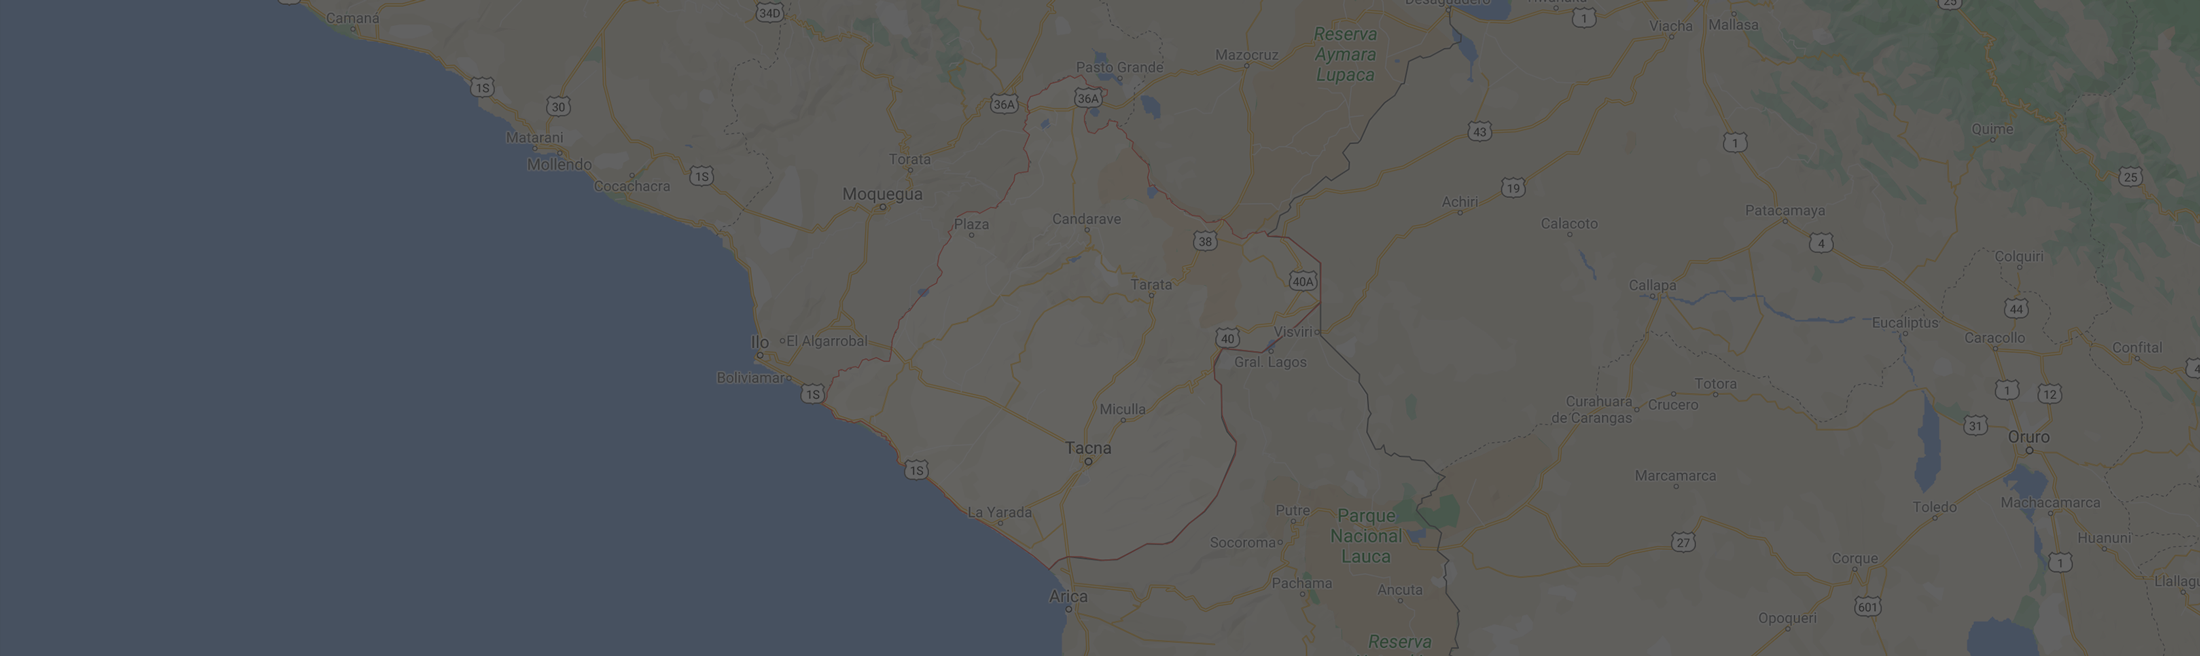 Camaná
34D
1
25
Viacha
Mallasa
Reserva
Aymara
Lupaca
Mazocruz
Pasto Grande
1S
30
36A
36A
Matarani
Mollendo
Cocachacra
1S
Torata
Moquegua
43
1
Quime
25
19
Achiri
Calacoto
Patacamaya
4
Plaza
Candarave
38
Tarata
40A
Colquiri
Callapa
44
Eucaliptus
Caracollo
Confital
Ilo
El Algarrobal
40
Visviri
Gral. Lagos
Boliviamar
1S
Miculla
Curahuara
de Carangas
Crucero
Totora
1
12
31
Oruro
Tacna
1S
Marcamarca
Toledo
Machacamarca
La Yarada
Putre
Socoroma
Parque
Nacional
Lauca
27
Huanuni
1
Corque
Arica
Pachama
Ancuta
601
Opoqueri
Reserva